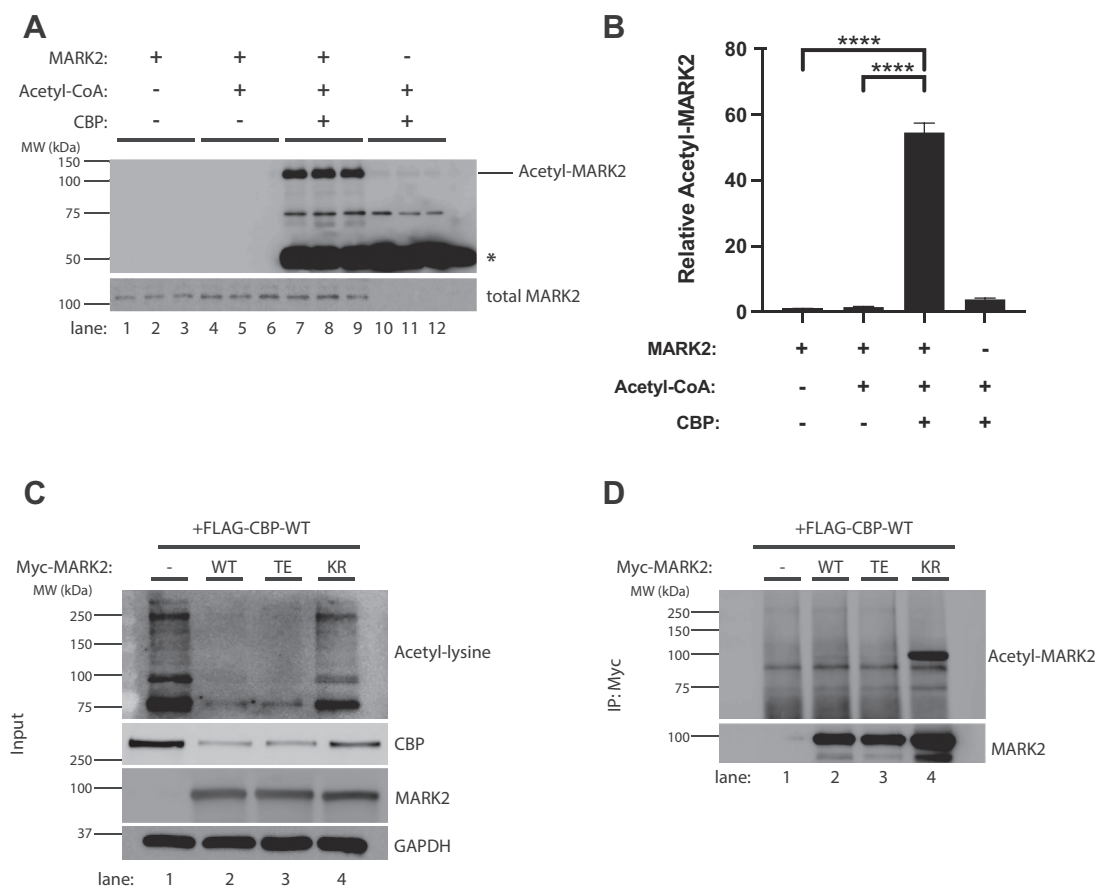 A
MARK2: + + + -
Acetyl-CoA: - + + +
CBP: - - + +
MW (kDa)
150
100
75
50
Acetyl-MARK2
*
100
total MARK2
lane: 1 2 3 4 5 6 7 8 9 10 11 12
B
Relative Acetyl-MARK2
80
60
40
20
0
****
****
MARK2: + + + -
Acetyl-CoA: - + + +
CBP: - - + +
C
+FLAG-CBP-WT
Myc-MARK2: - WT TE KR
MW (kDa)
250
150
100
75
Acetyl-lysine
Input
250
CBP
100
MARK2
37
GAPDH
lane: 1 2 3 4
D
+FLAG-CBP-WT
Myc-MARK2: - WT TE KR
MW (kDa)
250
150
100
75
Acetyl-MARK2
IP: Myc
100
MARK2
lane: 1 2 3 4